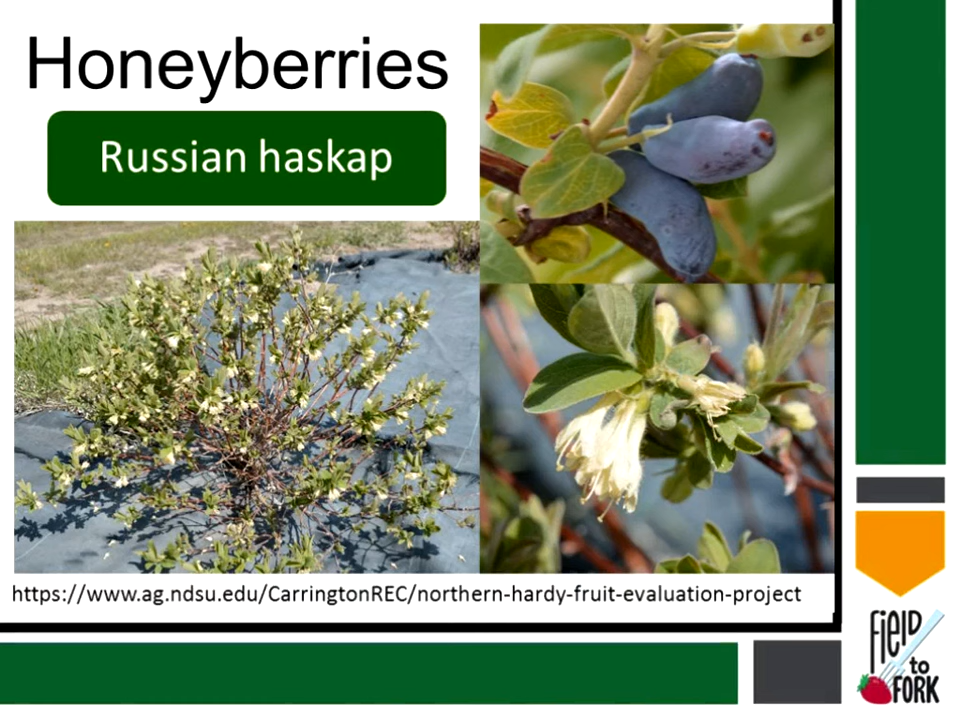 Honeyberries
Russian haskap
https://www.ag.ndsu.edu/CarringtonREC/northern-hardy-fruit-evaluation-project
FiELD
to
FORK